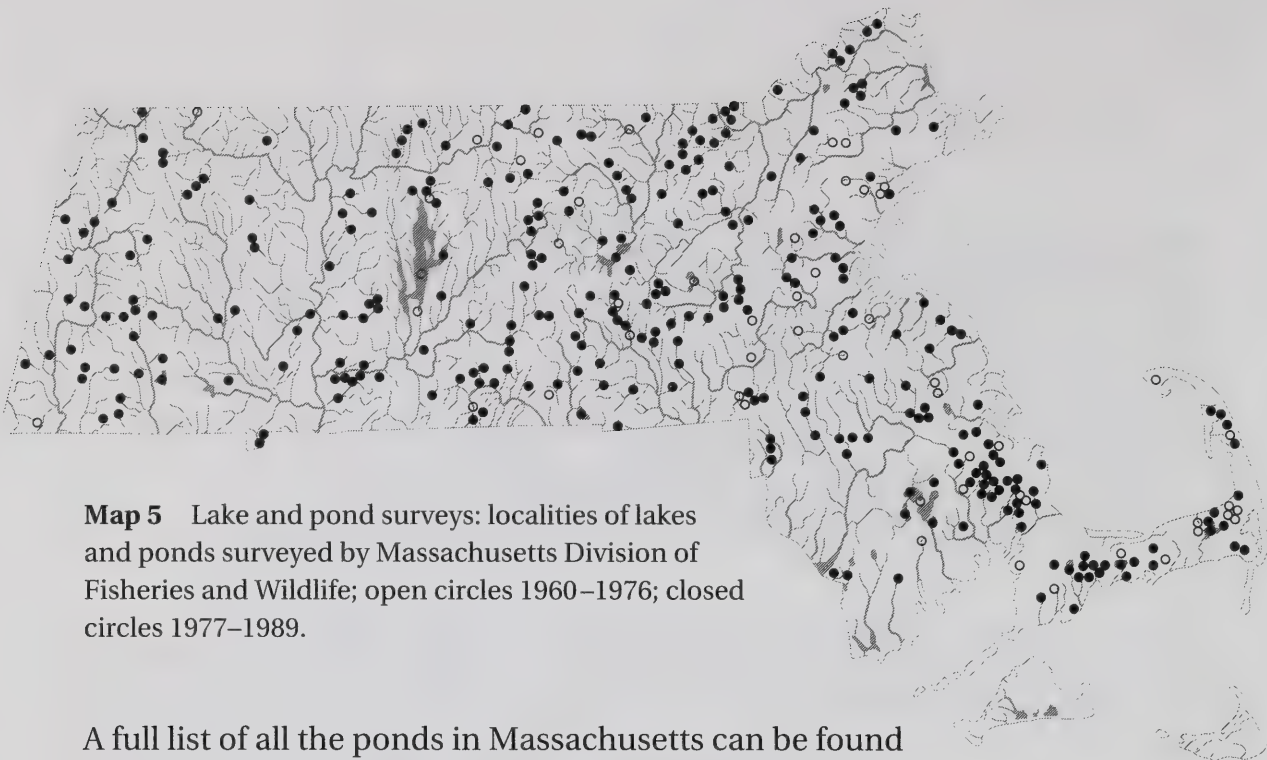 Map 5 Lake and pond surveys: localities of lakes
and ponds surveyed by Massachusetts Division of
Fisheries and Wildlife; open circles 1960–1976; closed
circles 1977–1989.
A full list of all the ponds in Massachusetts can be found